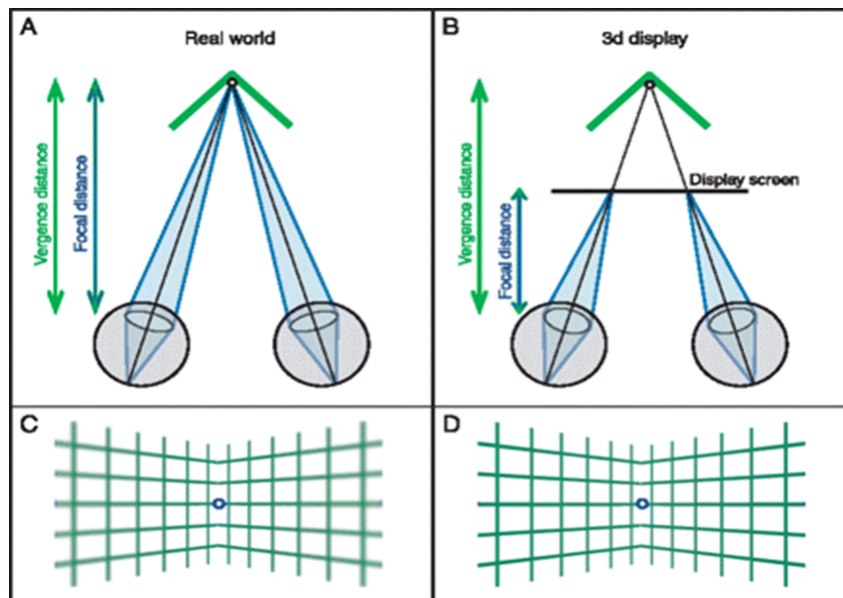 A
Real world
Vergence distance
Focal distance
B
3d display
Display screen
Vergence distance
Focal distance
C
D